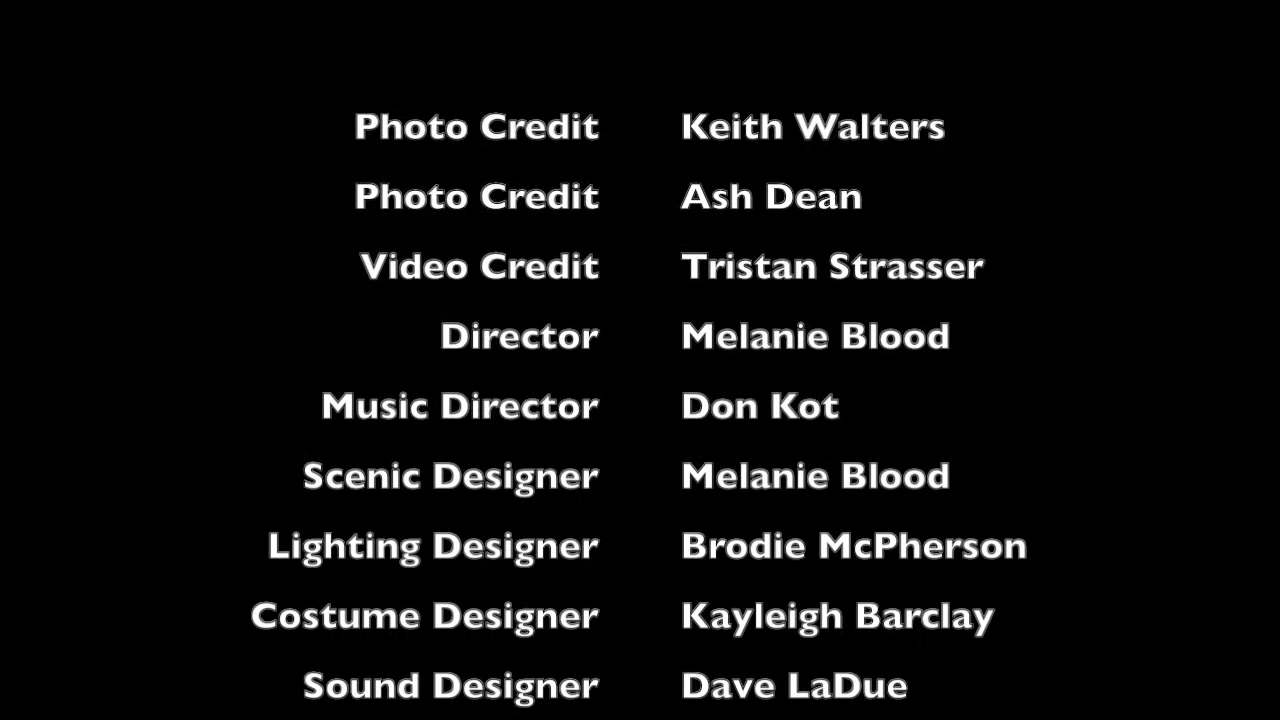 Photo Credit Keith Walters
Photo Credit Ash Dean
Video Credit Tristan Strasser
Director Melanie Blood
Music Director Don Kot
Scenic Designer Melanie Blood
Lighting Designer Brodie McPherson
Costume Designer Kayleigh Barclay
Sound Designer Dave LaDue